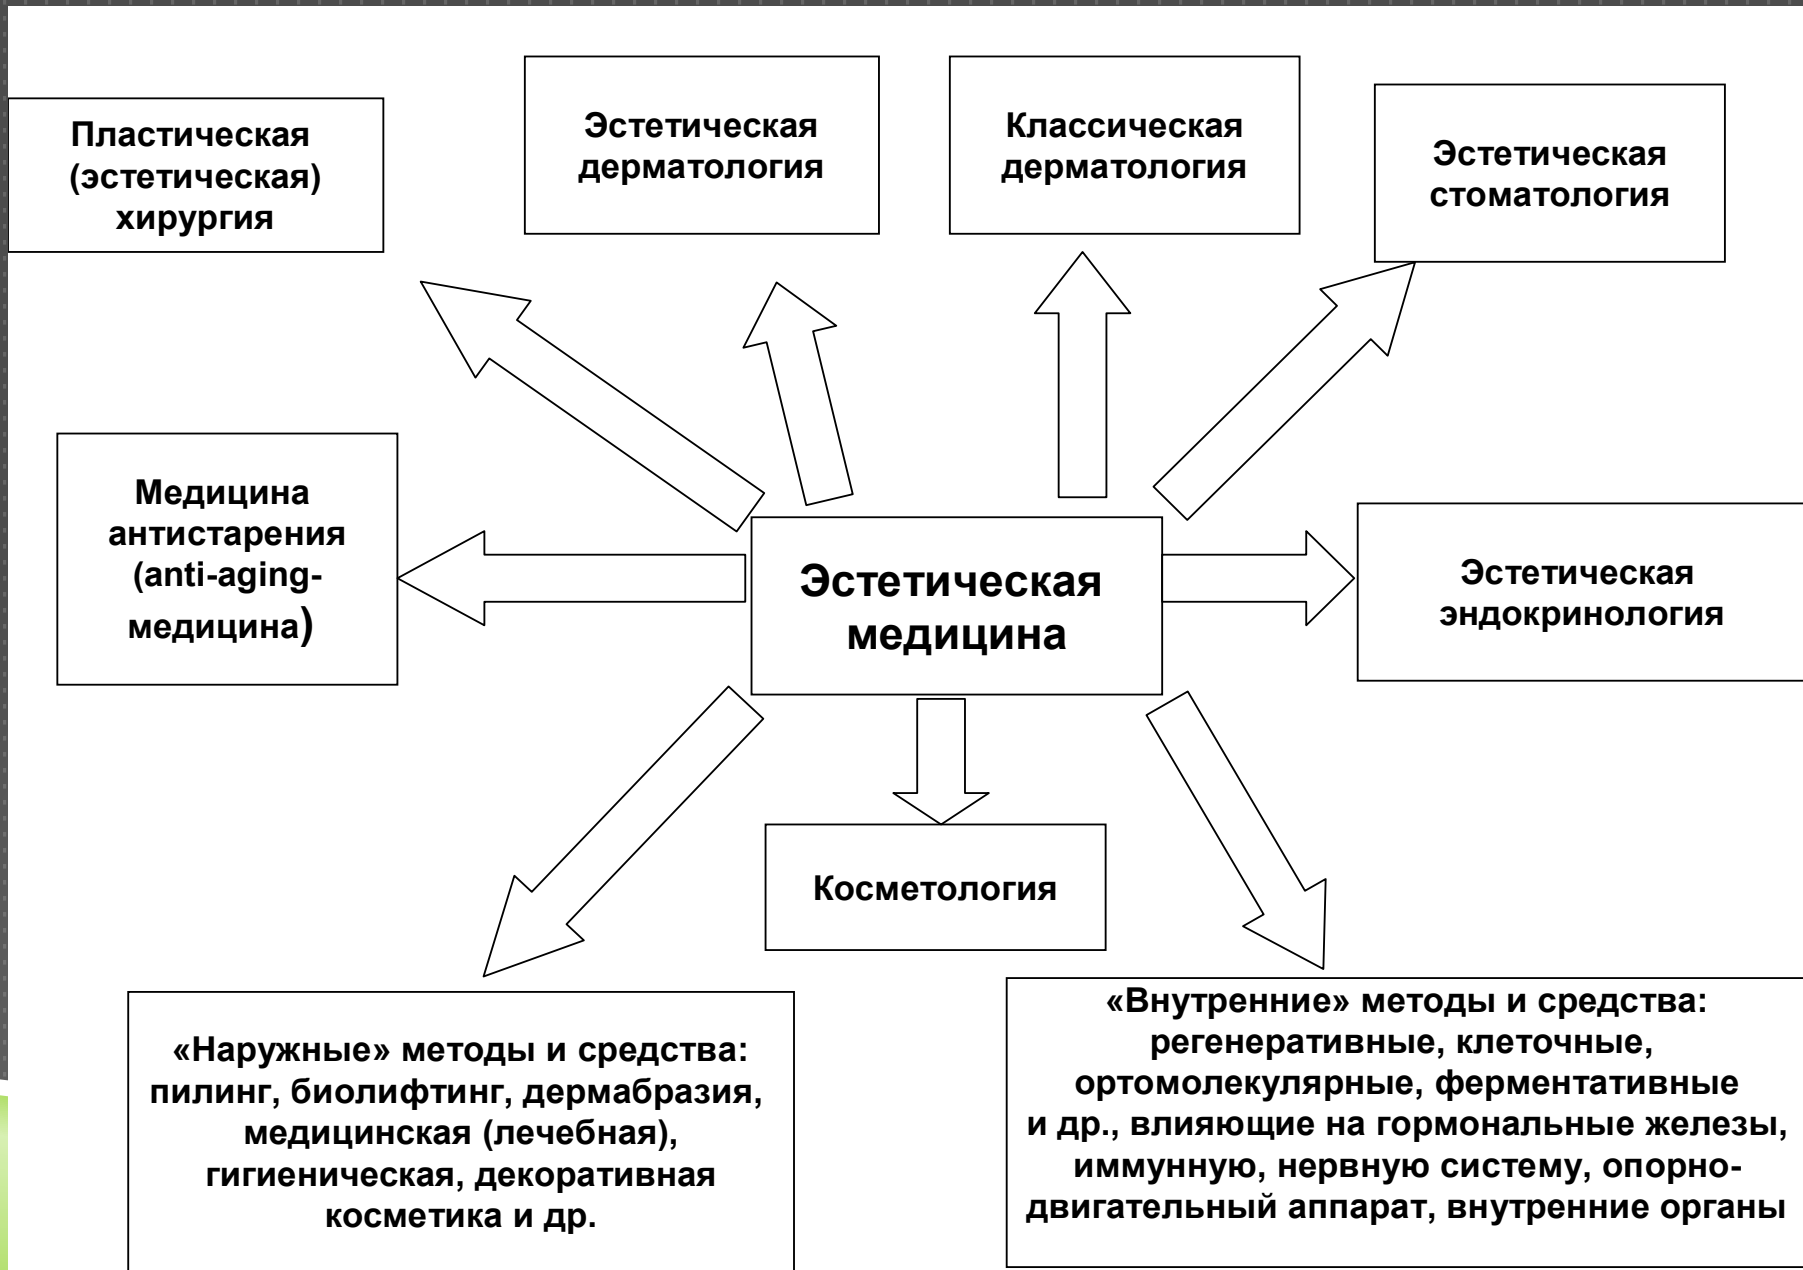 Пластическая
(эстетическая)
хирургия
Эстетическая
дерматология
Классическая
дерматология
Эстетическая
стоматология
Медицина
антистарения
(anti-aging-
медицина)
Эстетическая
медицина
Эстетическая
эндокринология
Косметология
«Наружные» методы и средства:
пилинг, биолифтинг, дермабразия,
медицинская (лечебная),
гигиеническая, декоративная
косметика и др.
«Внутренние» методы и средства:
регенеративные, клеточные,
ортомолекулярные, ферментативные
и др., влияющие на гормональные железы,
иммунную, нервную систему, опорно-
двигательный аппарат, внутренние органы